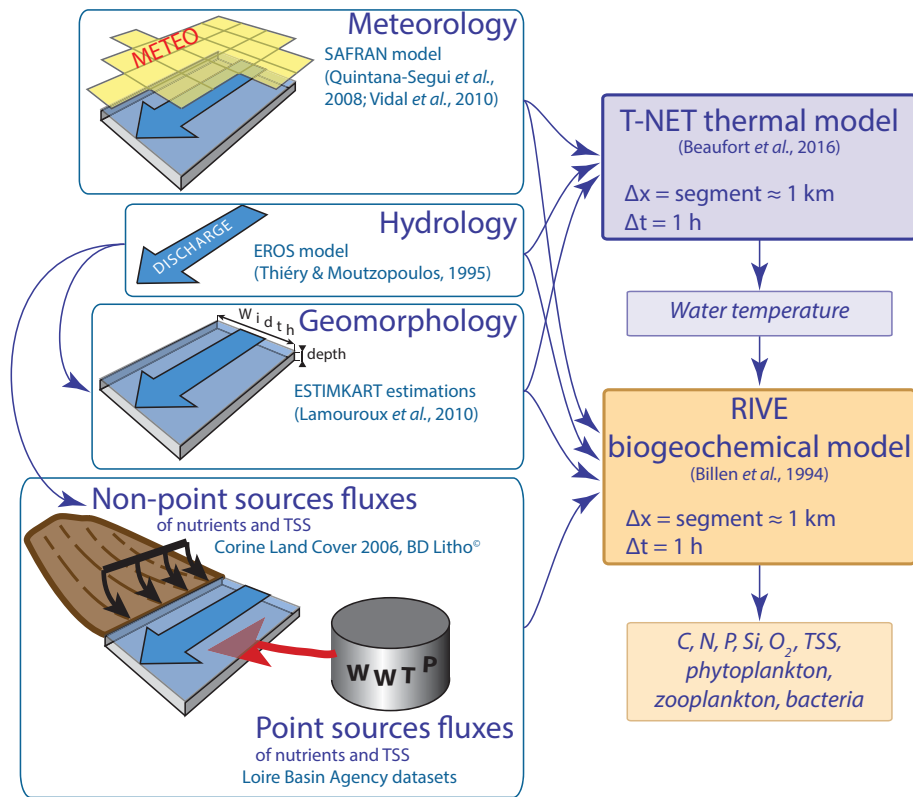 Meteorology
METEO
SAFRAN model
(Quintana-Segui et al.,
2008; Vidal et al., 2010)
Hydrology
DISCHARGE
EROS model
(Thiéry & Moutzopoulos, 1995)
Geomorphology
Width
depth
ESTIMKART estimations
(Lamouroux et al., 2010)
Non-point sources fluxes
of nutrients and TSS
Corine Land Cover 2006, BD Litho©
WWTP
Point sources fluxes
of nutrients and TSS
Loire Basin Agency datasets
T-NET thermal model
(Beaufort et al., 2016)
Δx = segment ≈ 1 km
Δt = 1 h
Water temperature
RIVE
biogeochemical model
(Billen et al., 1994)
Δx = segment ≈ 1 km
Δt = 1 h
C, N, P, Si, O₂, TSS,
phytoplankton,
zooplankton, bacteria